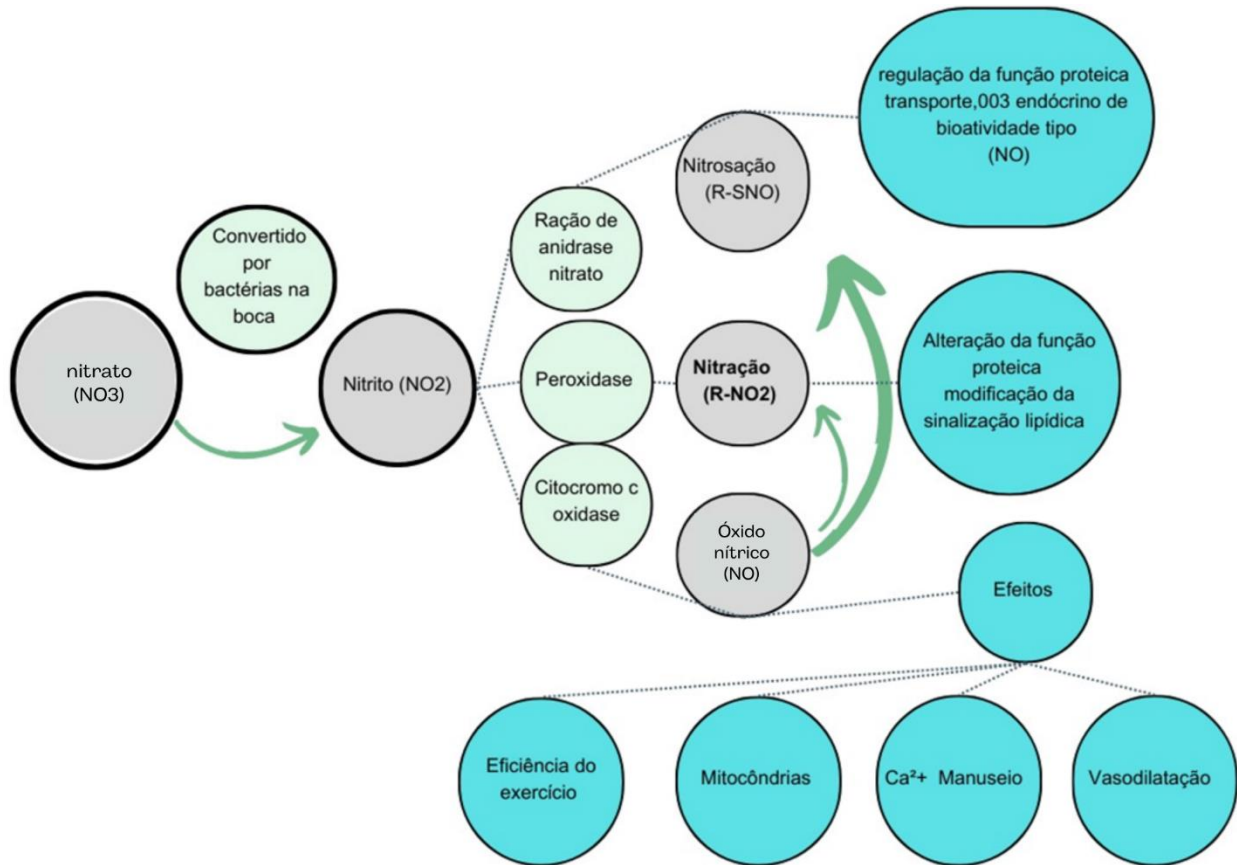 regulação da função proteica
transporte,003 endócrino de
bioatividade tipo
(NO)
Nitrosação
(R-SNO)
Ração de
anidrase
nitrato
Convertido
por
bactérias na
boca
nitrato
(NO3)
Nitrito (NO2)
Peroxidase
Nitração
(R-NO2)
Alteração da função
proteica
modificação da
sinalização lipídica
Citocromo c
oxidase
Óxido
nítrico
(NO)
Efeitos
Eficiência do
exercício
Mitocôndrias
Ca²+ Manuseio
Vasodilatação